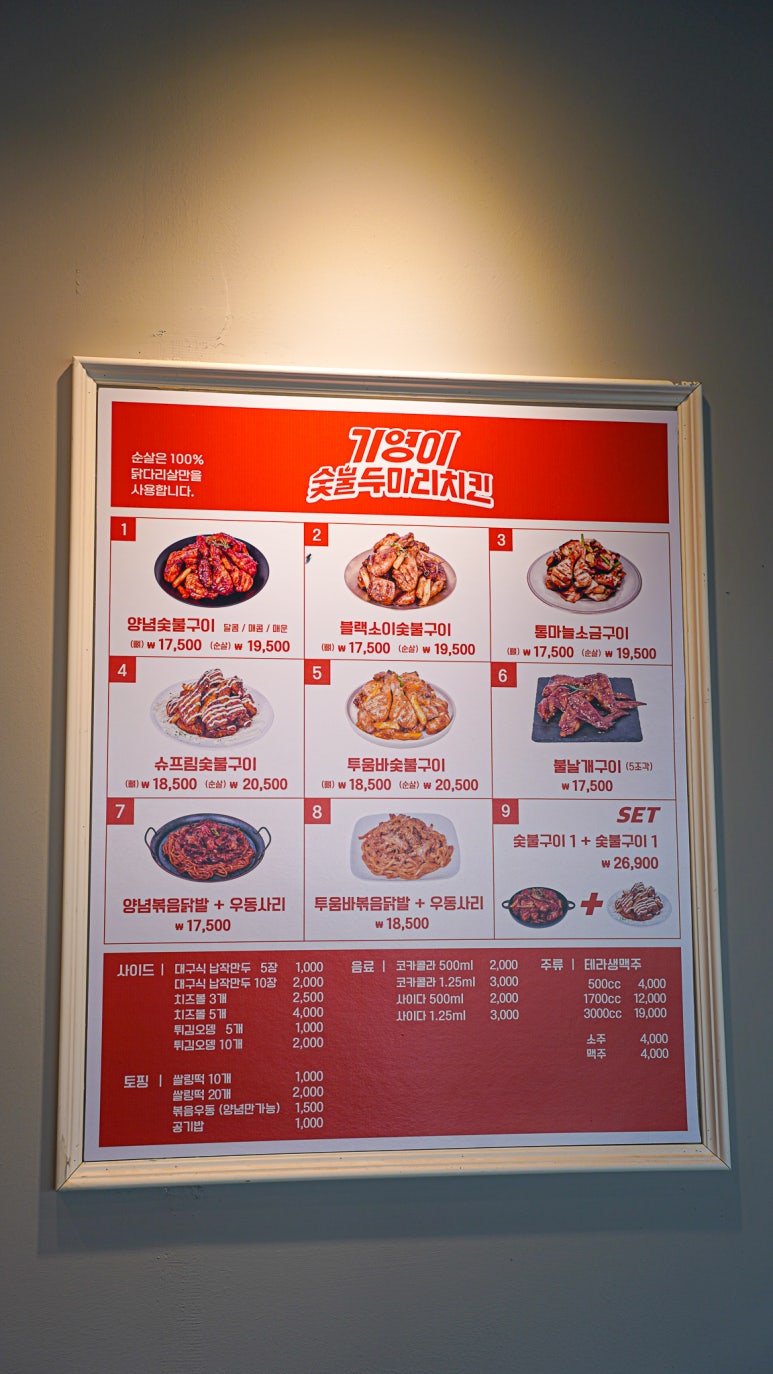 순살은 100%
닭다리살만을
사용합니다.
기영이
숯불두마리치킨
1
양념숯불구이 달콤 / 매콤 / 매운
(뼈) ₩ 17,500 (순살) ₩ 19,500
2
블랙소이숯불구이
(뼈) ₩ 17,500 (순살) ₩ 19,500
3
통마늘소금구이
(뼈) ₩ 17,500 (순살) ₩ 19,500
4
슈프림숯불구이
(뼈) ₩ 18,500 (순살) ₩ 20,500
5
투움바숯불구이
(뼈) ₩ 18,500 (순살) ₩ 20,500
6
불날개구이 (5조각)
₩ 17,500
7
양념볶음닭발 + 우동사리
₩ 17,500
8
투움바볶음닭발 + 우동사리
₩ 18,500
9
SET
숯불구이 1 + 숯불구이 1
₩ 26,900
+
사이드 | 대구식 납작만두 5장 1,000
대구식 납작만두 10장 2,000
치즈볼 3개 2,500
치즈볼 5개 4,000
튀김오뎅 5개 1,000
튀김오뎅 10개 2,000
토핑 | 쌀링떡 10개 1,000
쌀링떡 20개 2,000
볶음우동 (양념만가능) 1,500
공기밥 1,000
음료 | 코카콜라 500ml 2,000
코카콜라 1.25ml 3,000
사이다 500ml 2,000
사이다 1.25ml 3,000
주류 | 테라생맥주
500cc 4,000
1700cc 12,000
3000cc 19,000
소주 4,000
맥주 4,000